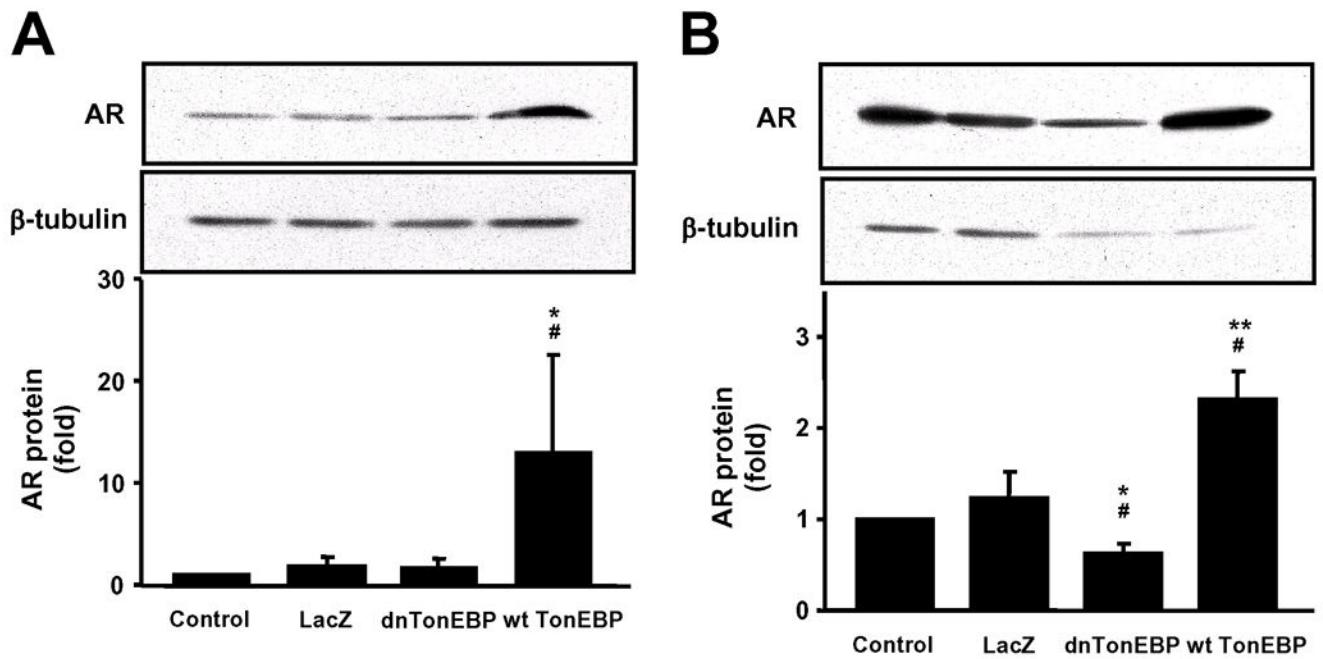 A
AR
β-tubulin
30
20
10
0
AR protein
(fold)
*
#
Control LacZ dnTonEBP wt TonEBP
B
AR
β-tubulin
3
2
1
0
AR protein
(fold)
*
#
**
#
Control LacZ dnTonEBP wt TonEBP